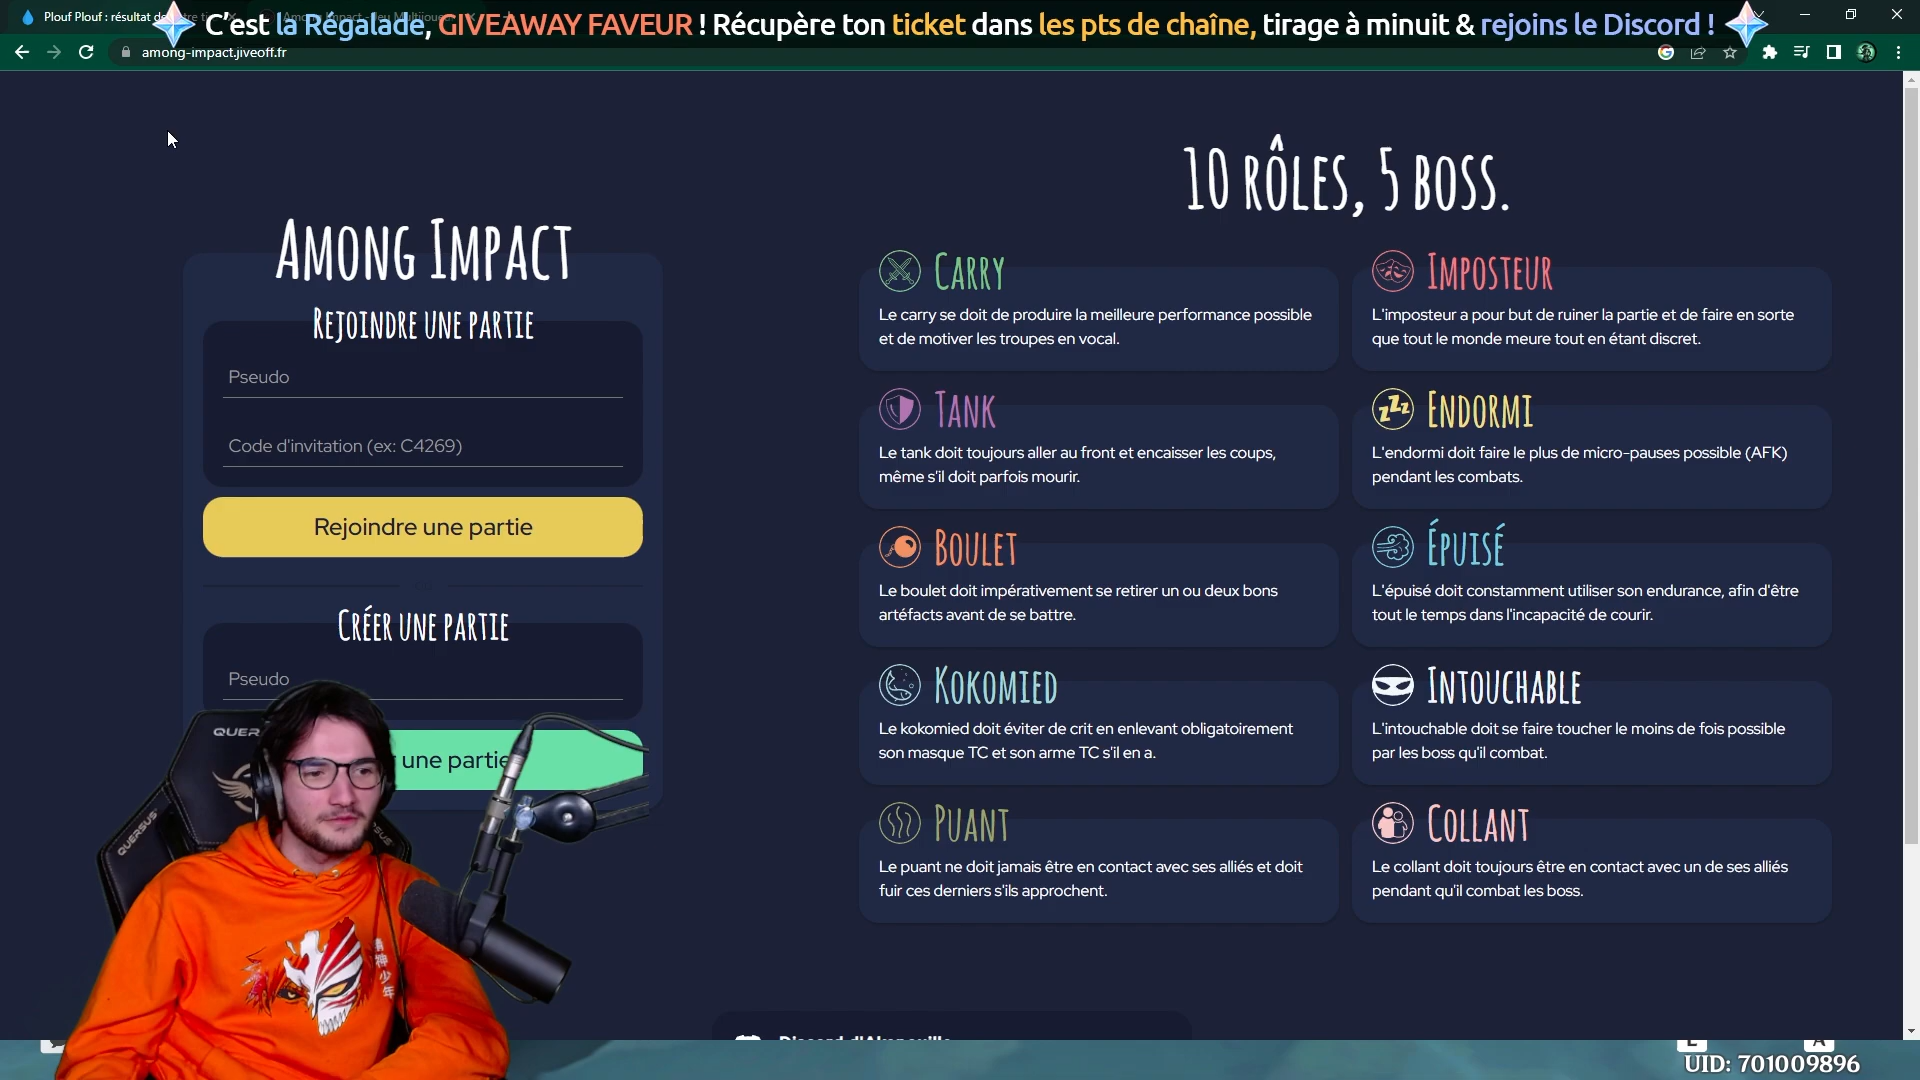 Plouf Plouf : résultat de
C'est la Régalade, GIVEAWAY FAVEUR ! Récupère ton ticket dans les pts de chaîne, tirage à minuit & rejoins le Discord !
among-impact.jiveoff.fr
Among Impact
Rejoindre une partie
Pseudo
Code d'invitation (ex: C4269)
Rejoindre une partie
Créer une partie
Pseudo
une partie
QUERSUS
10 rôles, 5 boss.
Carry
Le carry se doit de produire la meilleure performance possible
et de motiver les troupes en vocal.
Imposteur
L'imposteur a pour but de ruiner la partie et de faire en sorte
que tout le monde meure tout en étant discret.
Tank
Le tank doit toujours aller au front et encaisser les coups,
même s'il doit parfois mourir.
Endormi
L'endormi doit faire le plus de micro-pauses possible (AFK)
pendant les combats.
Boulet
Le boulet doit impérativement se retirer un ou deux bons
artéfacts avant de se battre.
Épuisé
L'épuisé doit constamment utiliser son endurance, afin d'être
tout le temps dans l'incapacité de courir.
Kokomied
Le kokomied doit éviter de crit en enlevant obligatoirement
son masque TC et son arme TC s'il en a.
Intouchable
L'intouchable doit se faire toucher le moins de fois possible
par les boss qu'il combat.
Puant
Le puant ne doit jamais être en contact avec ses alliés et doit
fuir ces derniers s'ils approchent.
Collant
Le collant doit toujours être en contact avec un de ses alliés
pendant qu'il combat les boss.
精神少年
UID: 701009896